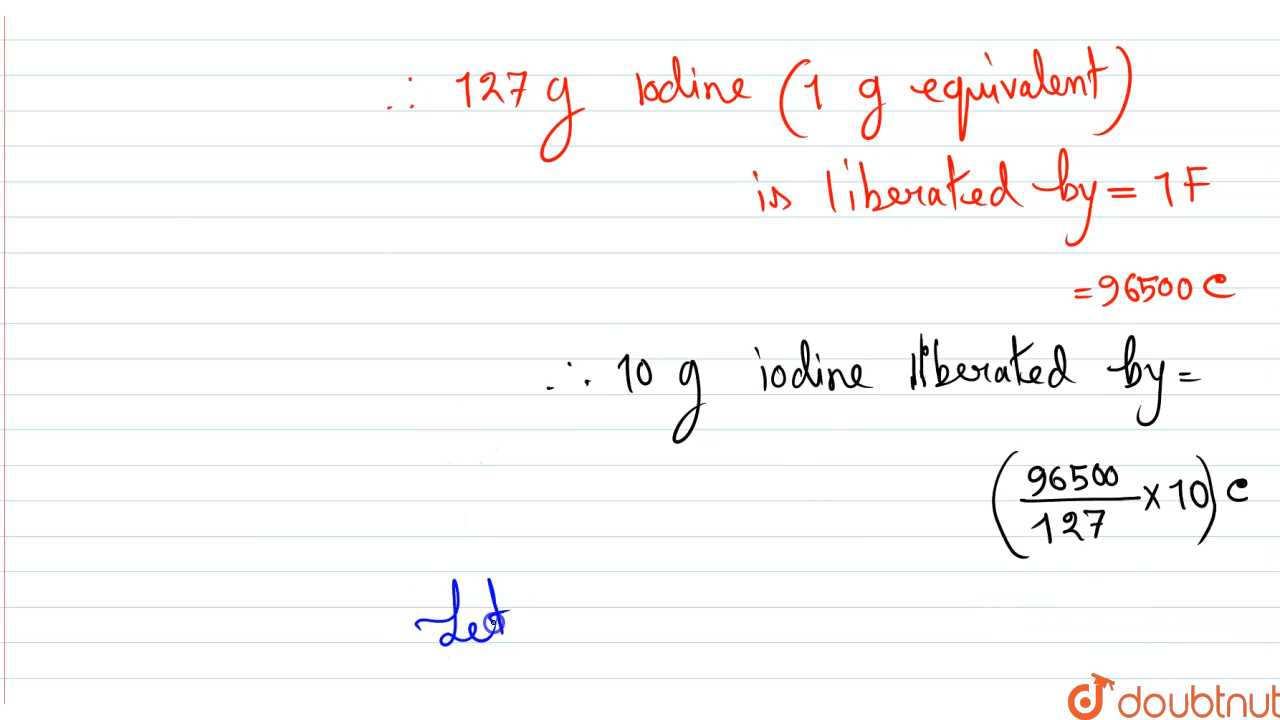 ∴ 127 g iodine (1 g equivalent)
is liberated by = 1F
= 96500 C
∴ 10 g iodine liberated by =
(96500/127 × 10) C
Let
doubtnut